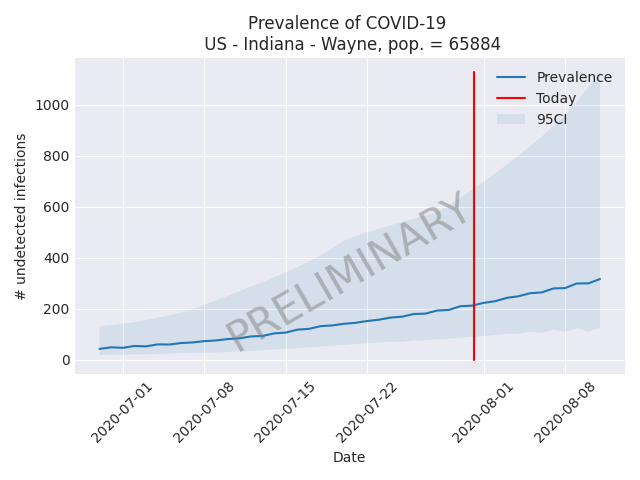 Prevalence of COVID-19
US - Indiana - Wayne, pop. = 65884
Prevalence
Today
95CI
# undetected infections
1000
800
600
400
200
0
PRELIMINARY
2020-07-01
2020-07-08
2020-07-15
2020-07-22
2020-08-01
2020-08-08
Date